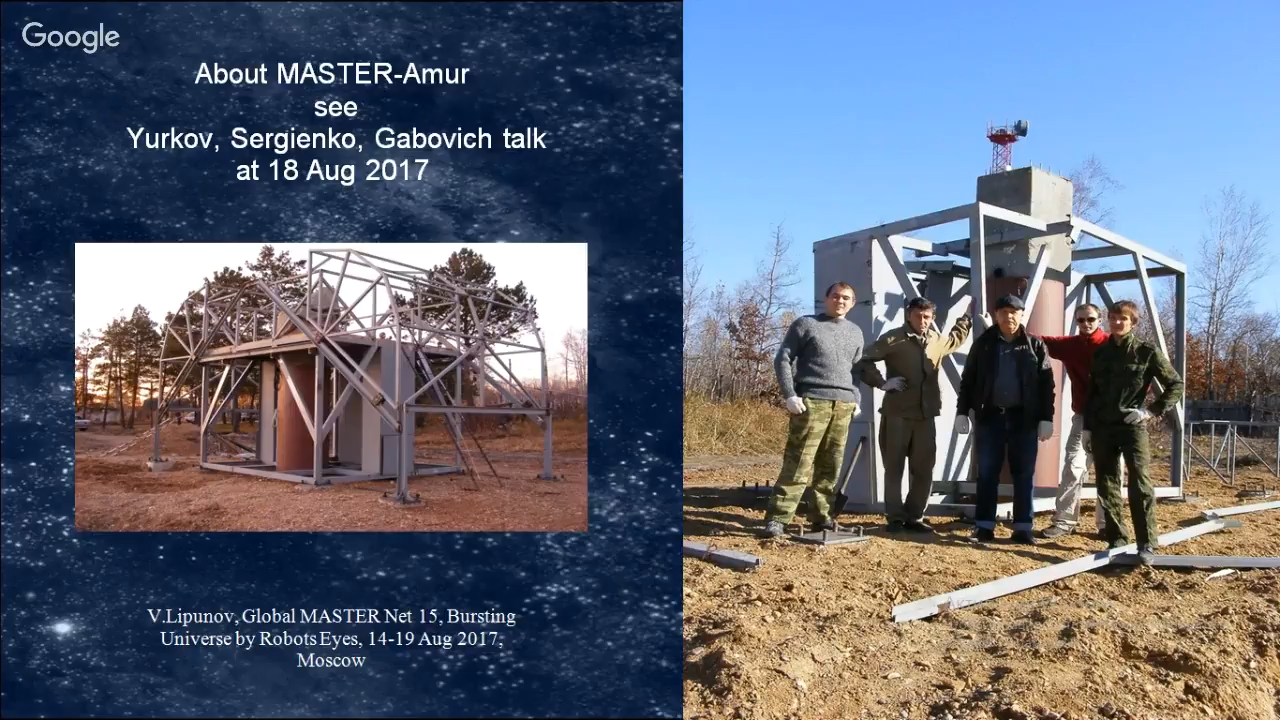 Google
About MASTER-Amur
see
Yurkov, Sergienko, Gabovich talk
at 18 Aug 2017
V.Lipunov, Global MASTER Net 15, Bursting
Universe by Robots Eyes, 14-19 Aug 2017,
Moscow